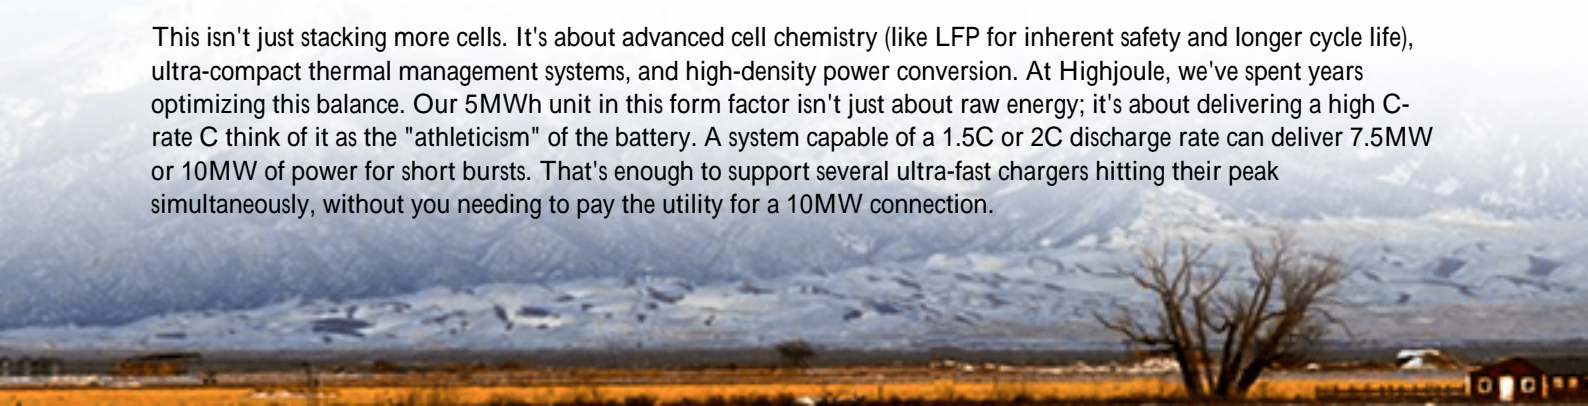 This isn't just stacking more cells. It's about advanced cell chemistry (like LFP for inherent safety and longer cycle life),
ultra-compact thermal management systems, and high-density power conversion. At Highjoule, we've spent years
optimizing this balance. Our 5MWh unit in this form factor isn't just about raw energy; it's about delivering a high C-
rate C think of it as the "athleticism" of the battery. A system capable of a 1.5C or 2C discharge rate can deliver 7.5MW
or 10MW of power for short bursts. That's enough to support several ultra-fast chargers hitting their peak
simultaneously, without you needing to pay the utility for a 10MW connection.